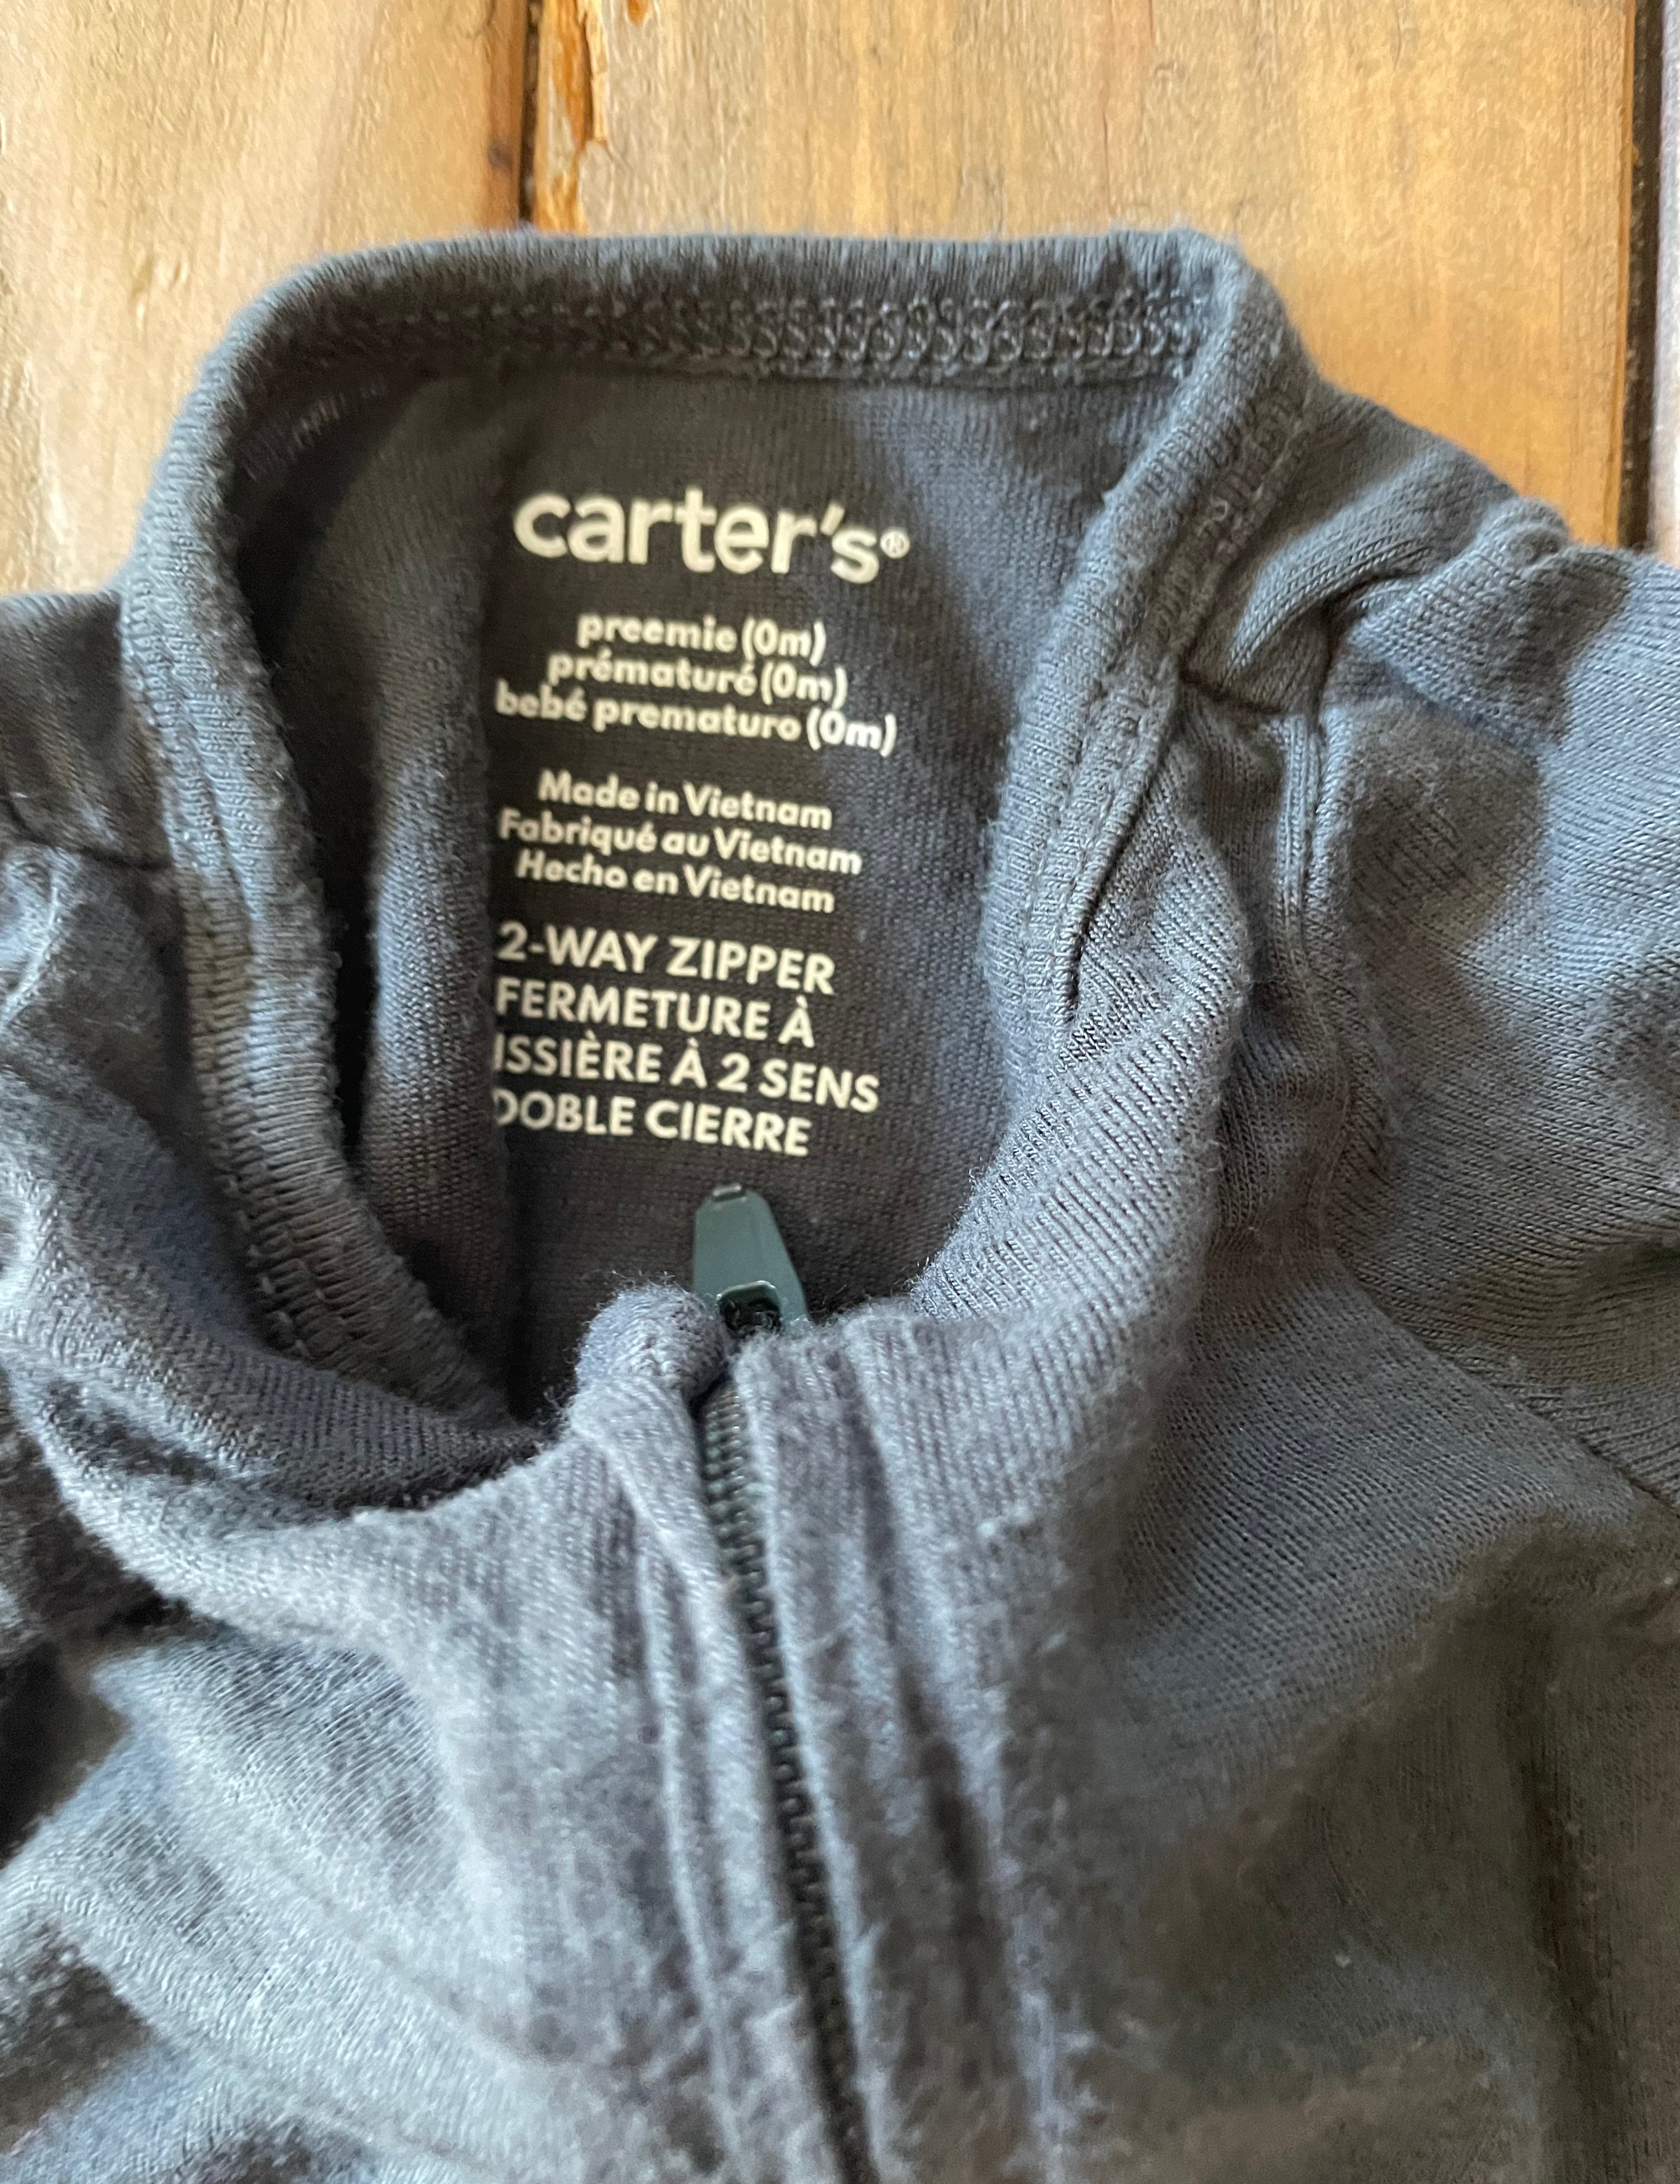 carter's®
preemie (0m)
prématuré (0m)
bebé prematuro (0m)
Made in Vietnam
Fabriqué au Vietnam
Hecho en Vietnam
2-WAY ZIPPER
FERMETURE À
ISSIÈRE À 2 SENS
DOBLE CIERRE